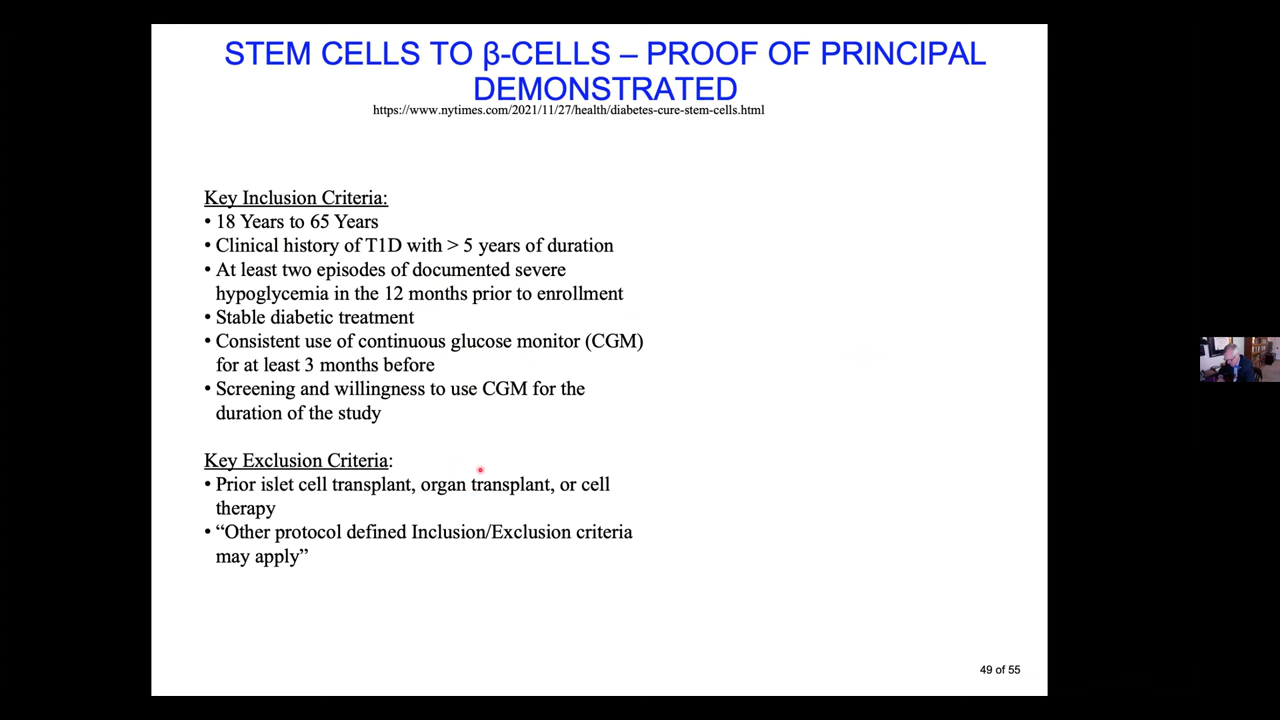 STEM CELLS TO β-CELLS – PROOF OF PRINCIPAL
DEMONSTRATED
https://www.nytimes.com/2021/11/27/health/diabetes-cure-stem-cells.html
Key Inclusion Criteria:
• 18 Years to 65 Years
• Clinical history of T1D with > 5 years of duration
• At least two episodes of documented severe
hypoglycemia in the 12 months prior to enrollment
• Stable diabetic treatment
• Consistent use of continuous glucose monitor (CGM)
for at least 3 months before
• Screening and willingness to use CGM for the
duration of the study
Key Exclusion Criteria:
• Prior islet cell transplant, organ transplant, or cell
therapy
• “Other protocol defined Inclusion/Exclusion criteria
may apply”
49 of 55